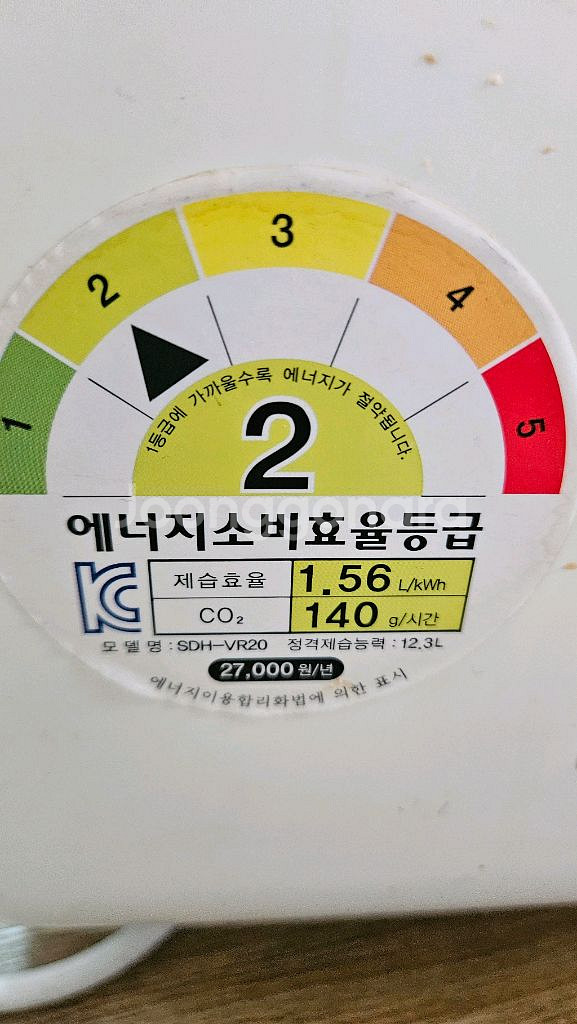 1
2
3
4
5
1등급에 가까울수록 에너지가 절약됩니다.
2
에너지소비효율등급
제습효율 1.56 L/kWh
CO₂ 140 g/시간
모델명 : SDH-VR20 정격제습능력 : 12.3L
27,000 원/년
에너지이용합리화법에 의한 표시